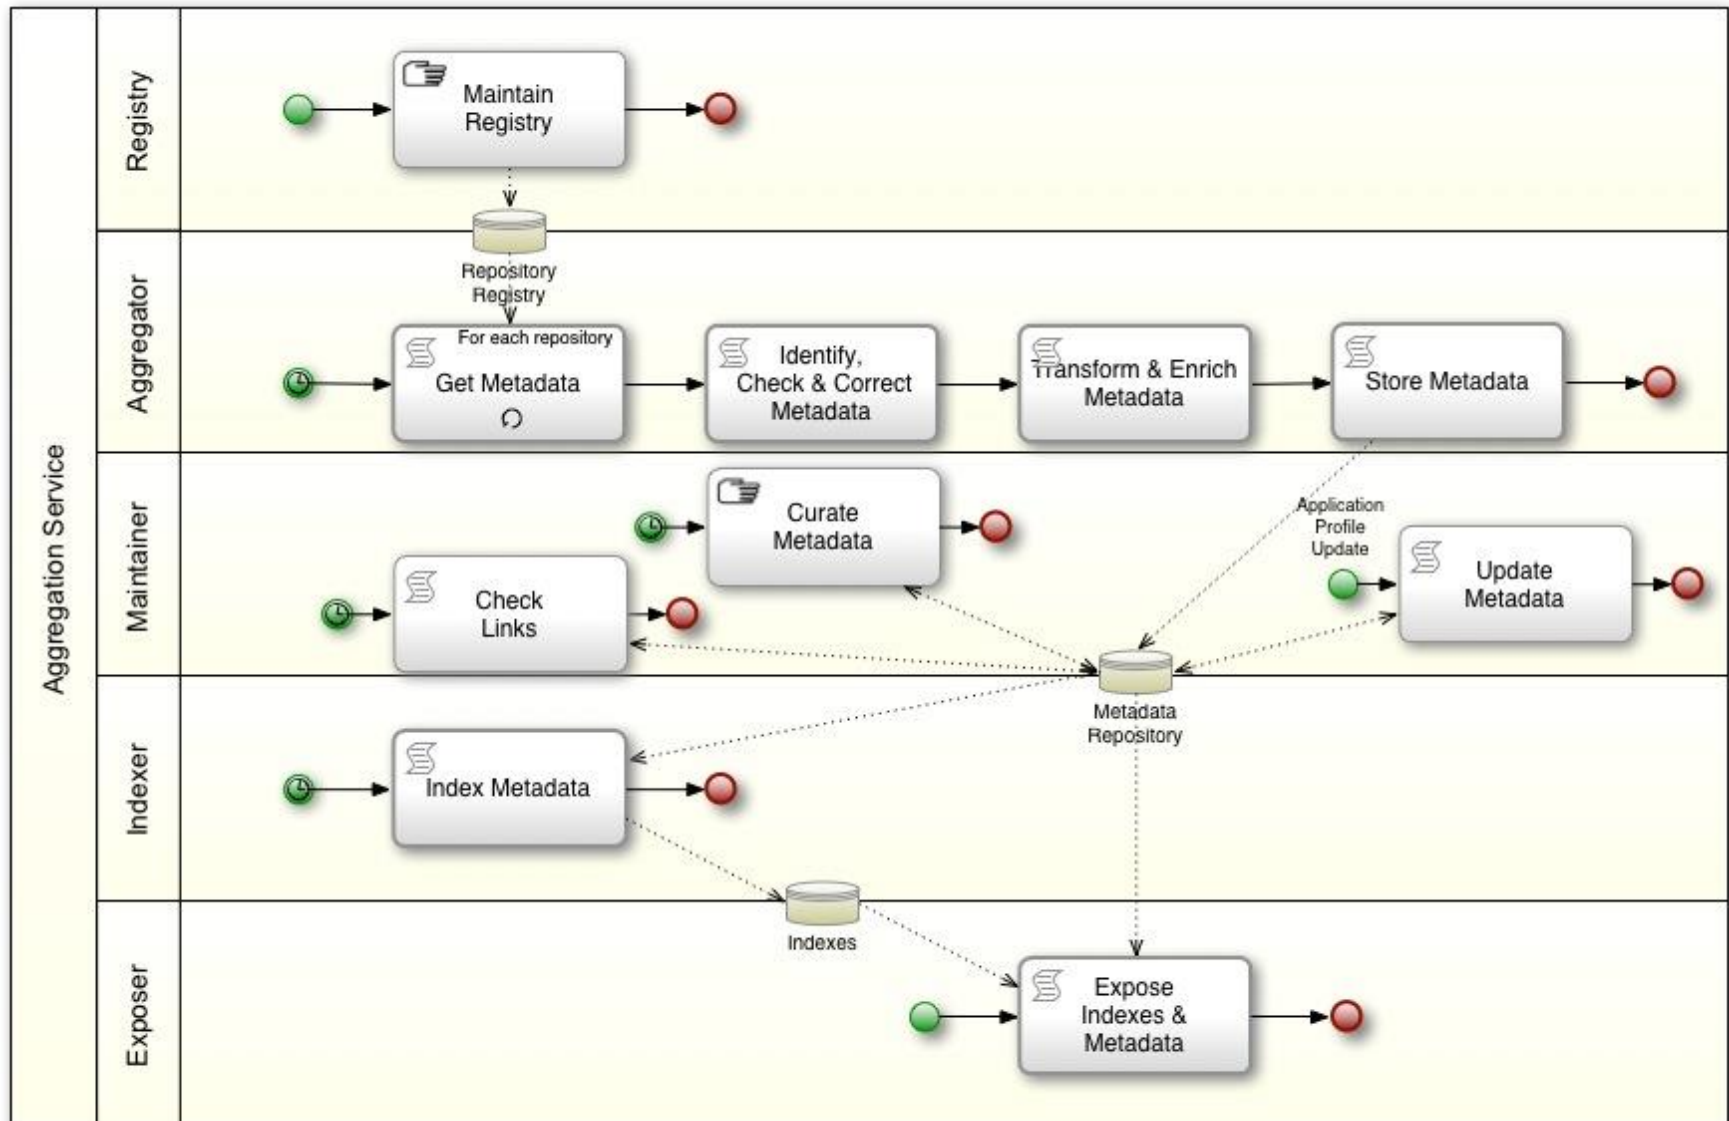 Aggregation Service
Registry
Maintain
Registry
Repository
Registry
Aggregator
For each repository
Get Metadata
Identify,
Check & Correct
Metadata
Transform & Enrich
Metadata
Store Metadata
Maintainer
Curate
Metadata
Check
Links
Application
Profile
Update
Update
Metadata
Metadata
Repository
Indexer
Index Metadata
Indexes
Exposer
Expose
Indexes &
Metadata